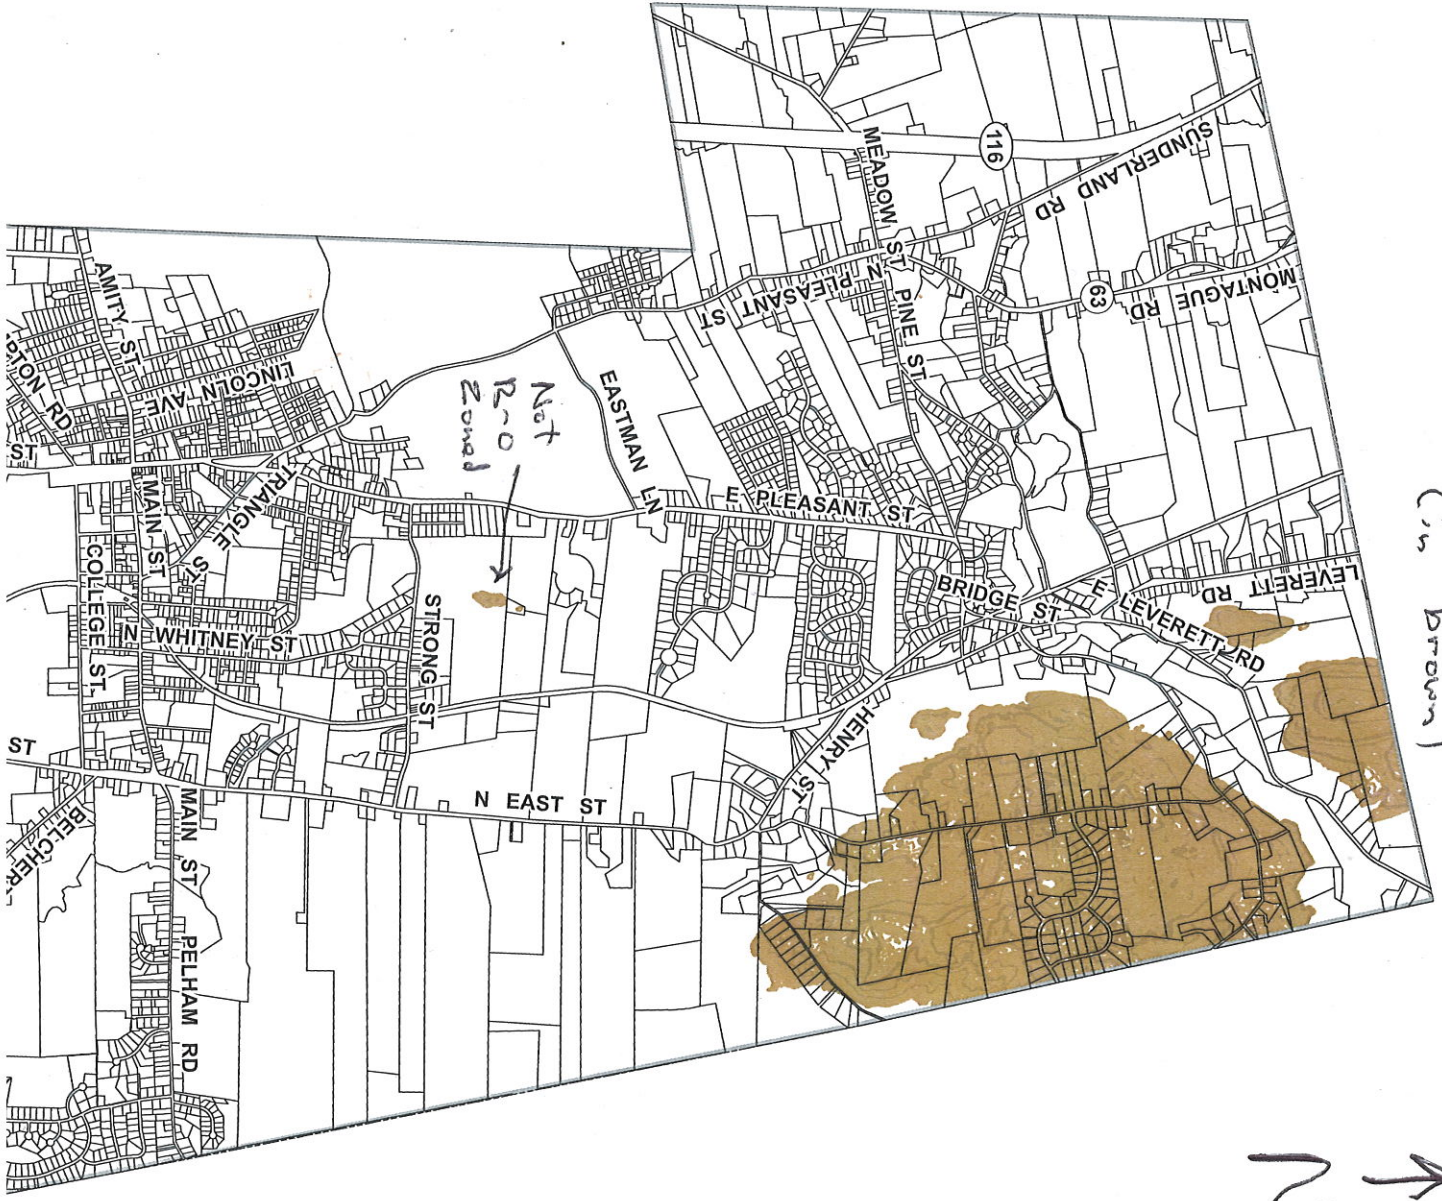 (in brown)
SUNDERLAND RD
116
MEADOW ST
63
MONTAGUE RD
N PLEASANT ST
PINE ST
AMITY ST
LINCOLN AVE
RD
ST
EASTMAN LN
Not
R-O
Zoned
E PLEASANT ST
TRIANGLE ST
MAIN ST
COLLEGE ST
N WHITNEY ST
STRONG ST
BRIDGE ST
E LEVERETT RD
LEVERETT RD
HENRY ST
N EAST ST
ST
MAIN ST
PELHAM RD
N